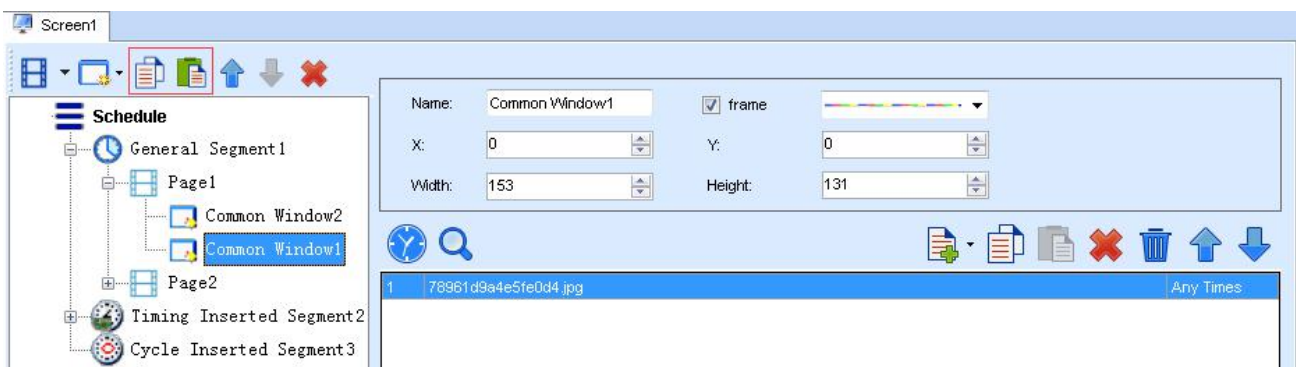 Screen1
Schedule
General Segment1
Page1
Common Window2
Common Window1
Page2
Timing Inserted Segment2
Cycle Inserted Segment3
Name: Common Window1 frame
X: 0 Y: 0
Width: 153 Height: 131
1 78961d9a4e5fe0d4.jpg Any Times